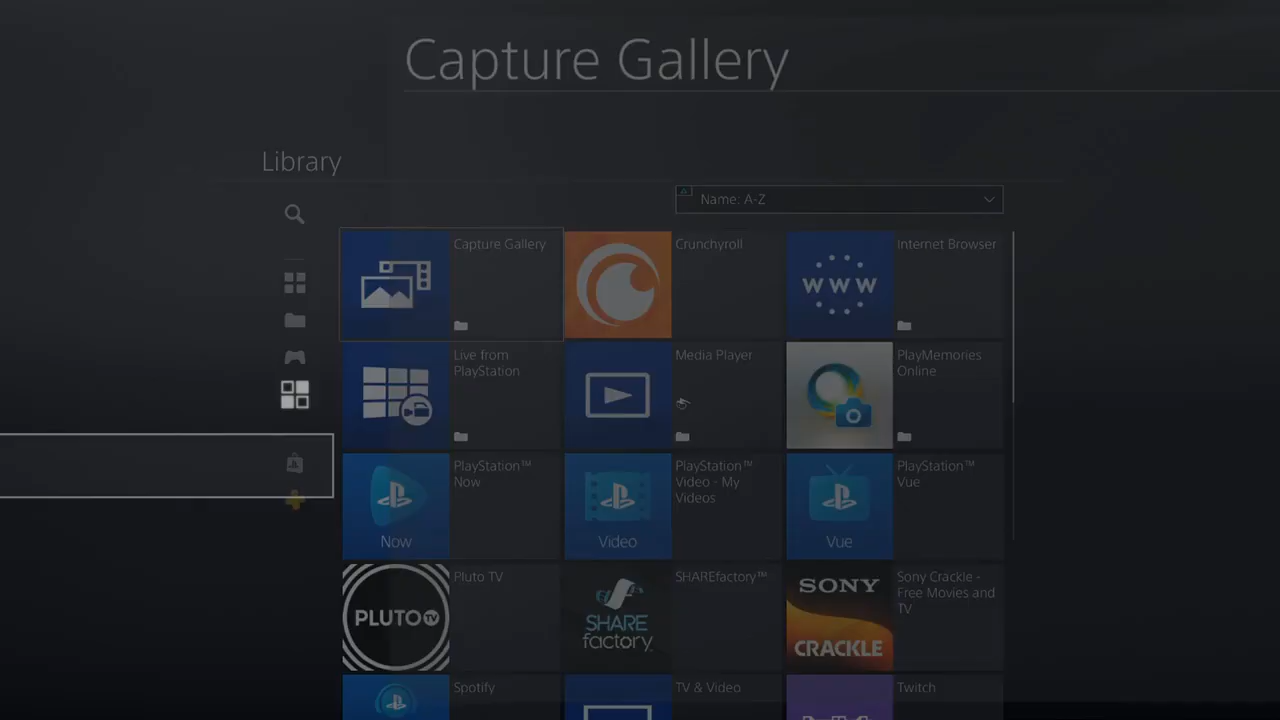 Capture Gallery
Library
Name: A-Z
Capture Gallery
Crunchyroll
Internet Browser
WWW
Live from
PlayStation
Media Player
PlayMemories
Online
PlayStation™
Now
Now
PlayStation™
Video - My
Videos
Video
PlayStation™
Vue
Vue
Pluto TV
PLUTO TV
SHAREfactory™
SHARE
factory
Sony Crackle -
Free Movies and
TV
SONY
CRACKLE
Spotify
TV & Video
Twitch